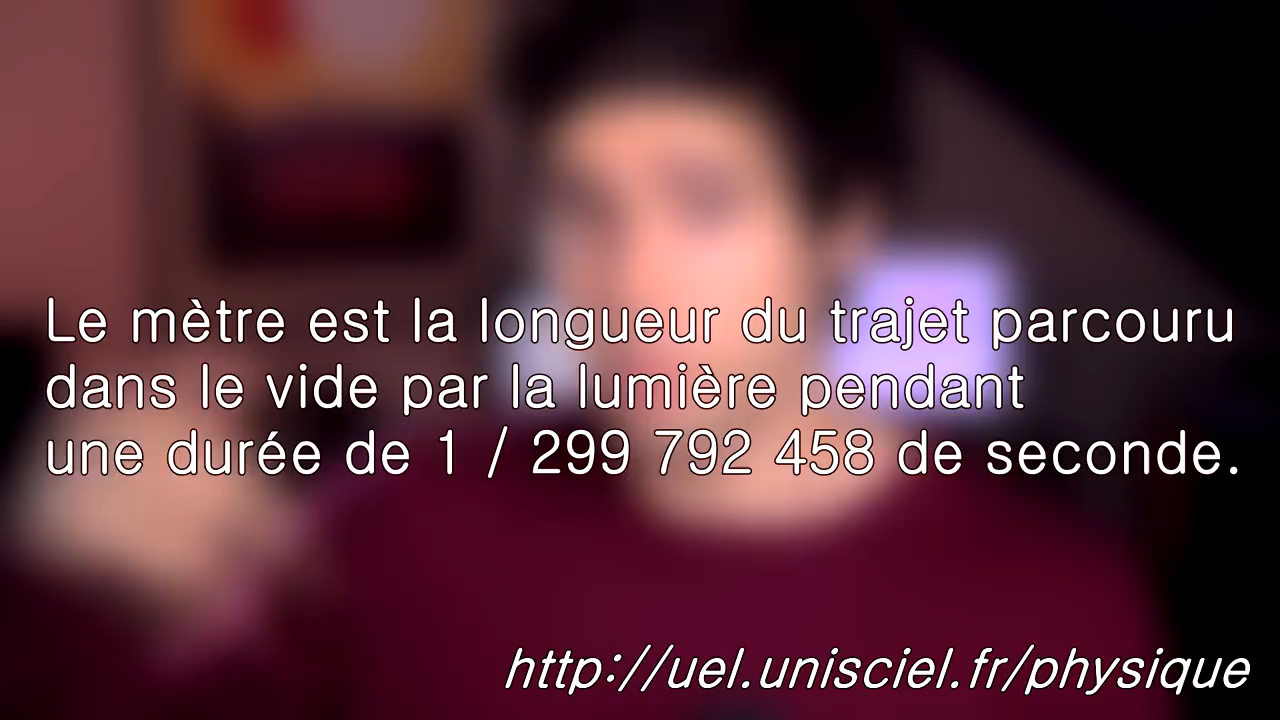 Le mètre est la longueur du trajet parcouru
dans le vide par la lumière pendant
une durée de 1 / 299 792 458 de seconde.
http://uel.unisciel.fr/physique